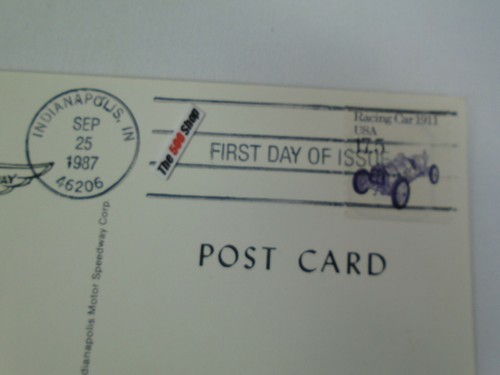 INDIANAPOLIS, IN
SEP
25
1987
46206
The 500 Shop
FIRST DAY OF ISSUE
Racing Car 1911
USA
17.5
POST CARD
dianapolis Motor Speedway Corp.